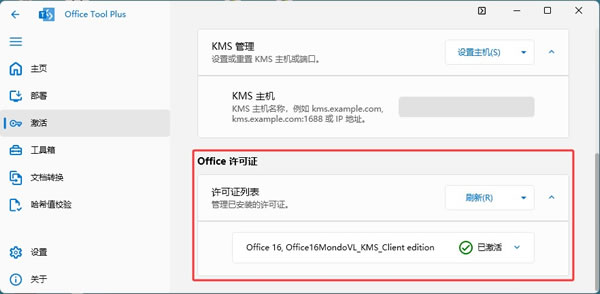 Office Tool Plus
主页
部署
激活
工具箱
文档转换
哈希值校验
设置
关于
KMS 管理
设置或重置 KMS 主机或端口。
设置主机(S)
KMS 主机
KMS 主机名称，例如 kms.example.com,
kms.example.com:1688 或 IP 地址。
Office 许可证
许可证列表
管理已安装的许可证。
刷新(R)
Office 16, Office16MondoVL_KMS_Client edition
已激活